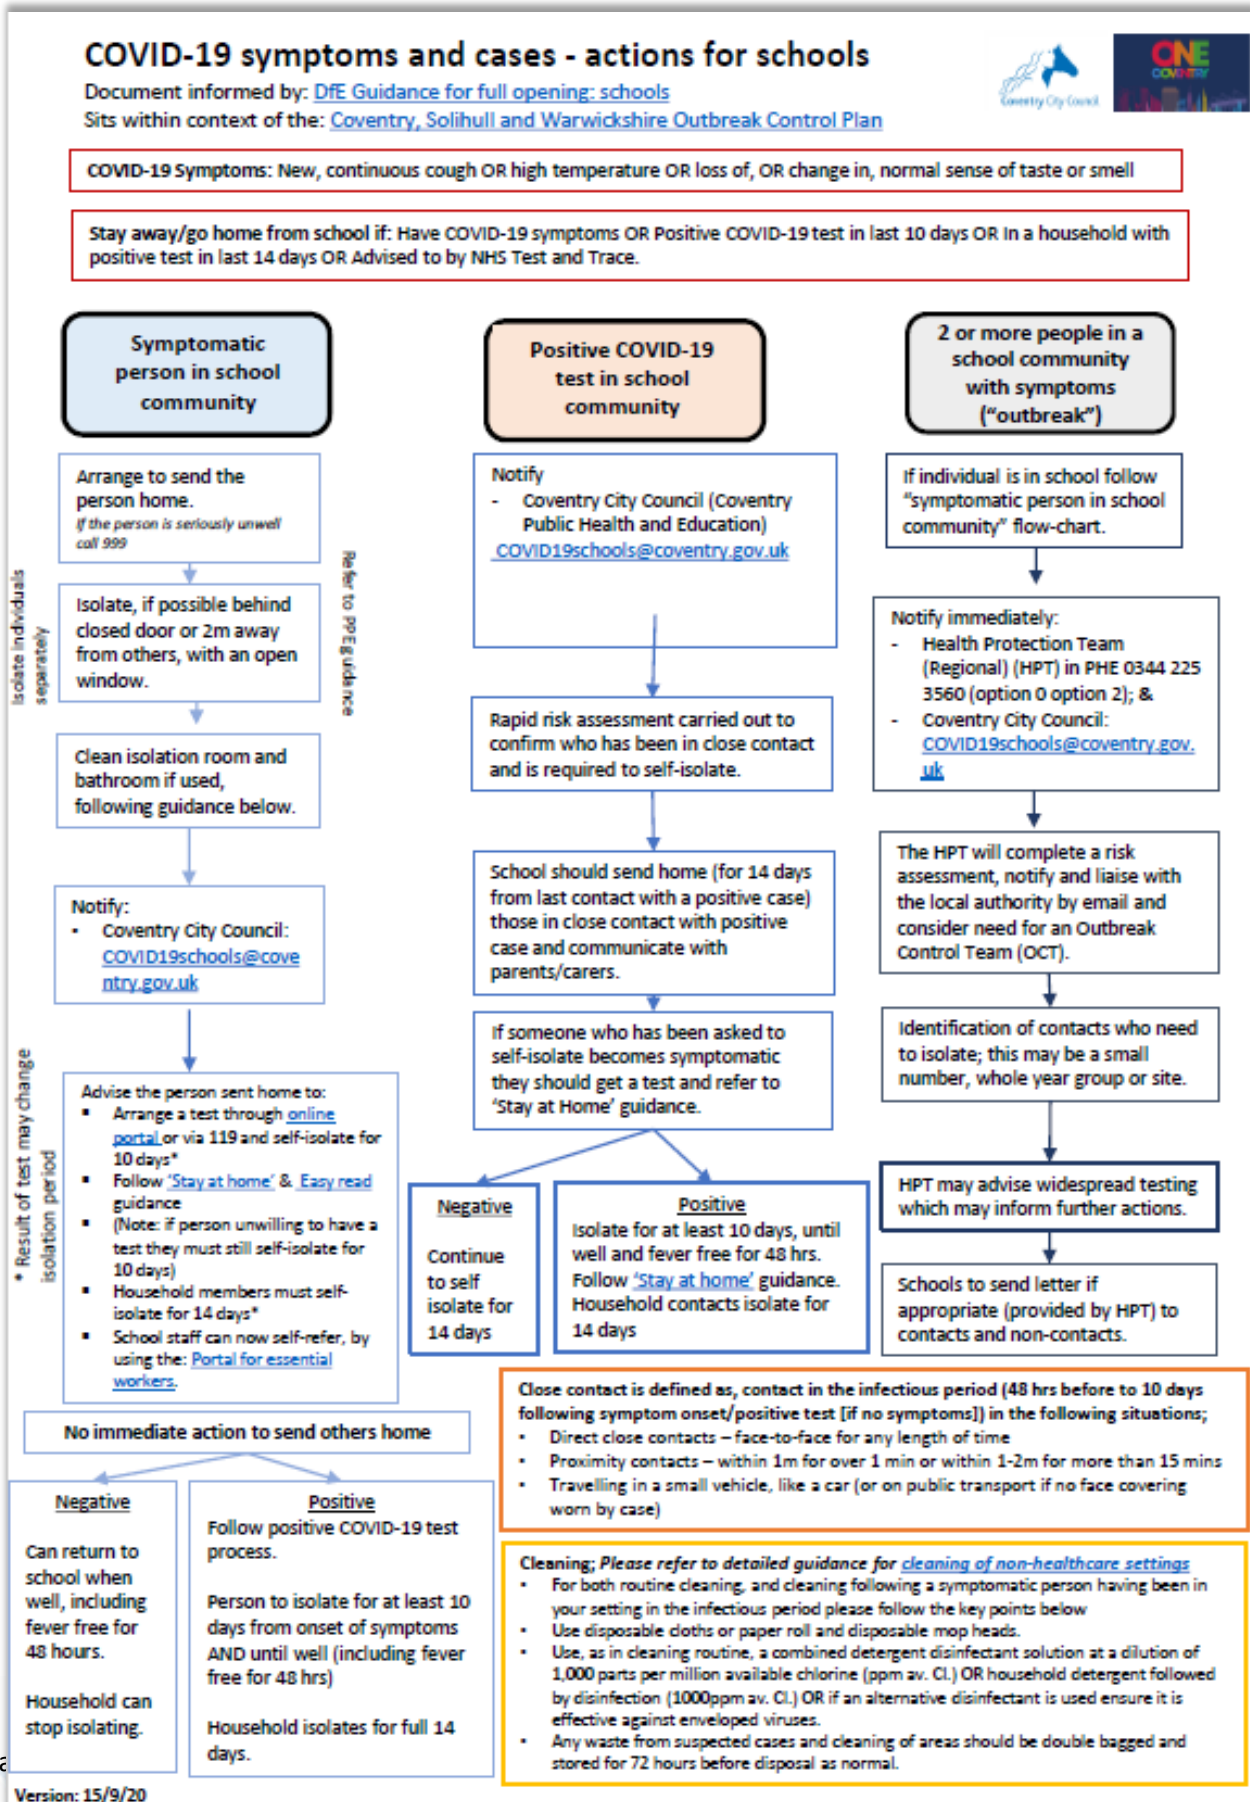 COVID-19 symptoms and cases - actions for schools
Document informed by: DfE Guidance for full opening: schools
Sits within context of the: Coventry, Solihull and Warwickshire Outbreak Control Plan
Coventry City Council
ONE
COVENTRY
COVID-19 Symptoms: New, continuous cough OR high temperature OR loss of, OR change in, normal sense of taste or smell
Stay away/go home from school if: Have COVID-19 symptoms OR Positive COVID-19 test in last 10 days OR In a household with
positive test in last 14 days OR Advised to by NHS Test and Trace.
Symptomatic
person in school
community
Arrange to send the
person home.
If the person is seriously unwell
call 999
Isolate individuals
separately
Refer to PPE guidance
Isolate, if possible behind
closed door or 2m away
from others, with an open
window.
Clean isolation room and
bathroom if used,
following guidance below.
Notify:
• Coventry City Council:
COVID19schools@cove
ntry.gov.uk
* Result of test may change
isolation period
Advise the person sent home to:
▪ Arrange a test through online
portal or via 119 and self-isolate for
10 days*
▪ Follow 'Stay at home' & Easy read
guidance
▪ (Note: if person unwilling to have a
test they must still self-isolate for
10 days)
▪ Household members must self-
isolate for 14 days*
▪ School staff can now self-refer, by
using the: Portal for essential
workers.
No immediate action to send others home
Negative
Can return to
school when
well, including
fever free for
48 hours.
Household can
stop isolating.
Positive
Follow positive COVID-19 test
process.
Person to isolate for at least 10
days from onset of symptoms
AND until well (including fever
free for 48 hrs)
Household isolates for full 14
days.
Positive COVID-19
test in school
community
Notify
- Coventry City Council (Coventry
Public Health and Education)
COVID19schools@coventry.gov.uk
Rapid risk assessment carried out to
confirm who has been in close contact
and is required to self-isolate.
School should send home (for 14 days
from last contact with a positive case)
those in close contact with positive
case and communicate with
parents/carers.
If someone who has been asked to
self-isolate becomes symptomatic
they should get a test and refer to
'Stay at Home' guidance.
Negative
Continue
to self
isolate for
14 days
Positive
Isolate for at least 10 days, until
well and fever free for 48 hrs.
Follow 'Stay at home' guidance.
Household contacts isolate for
14 days
2 or more people in a
school community
with symptoms
("outbreak")
If individual is in school follow
"symptomatic person in school
community" flow-chart.
Notify immediately:
- Health Protection Team
(Regional) (HPT) in PHE 0344 225
3560 (option 0 option 2); &
- Coventry City Council:
COVID19schools@coventry.gov.
uk
The HPT will complete a risk
assessment, notify and liaise with
the local authority by email and
consider need for an Outbreak
Control Team (OCT).
Identification of contacts who need
to isolate; this may be a small
number, whole year group or site.
HPT may advise widespread testing
which may inform further actions.
Schools to send letter if
appropriate (provided by HPT) to
contacts and non-contacts.
Close contact is defined as, contact in the infectious period (48 hrs before to 10 days
following symptom onset/positive test [if no symptoms]) in the following situations;
• Direct close contacts – face-to-face for any length of time
• Proximity contacts – within 1m for over 1 min or within 1-2m for more than 15 mins
• Travelling in a small vehicle, like a car (or on public transport if no face covering
worn by case)
Cleaning; Please refer to detailed guidance for cleaning of non-healthcare settings
• For both routine cleaning, and cleaning following a symptomatic person having been in
your setting in the infectious period please follow the key points below
• Use disposable cloths or paper roll and disposable mop heads.
• Use, as in cleaning routine, a combined detergent disinfectant solution at a dilution of
1,000 parts per million available chlorine (ppm av. Cl.) OR household detergent followed
by disinfection (1000ppm av. Cl.) OR if an alternative disinfectant is used ensure it is
effective against enveloped viruses.
• Any waste from suspected cases and cleaning of areas should be double bagged and
stored for 72 hours before disposal as normal.
Version: 15/9/20